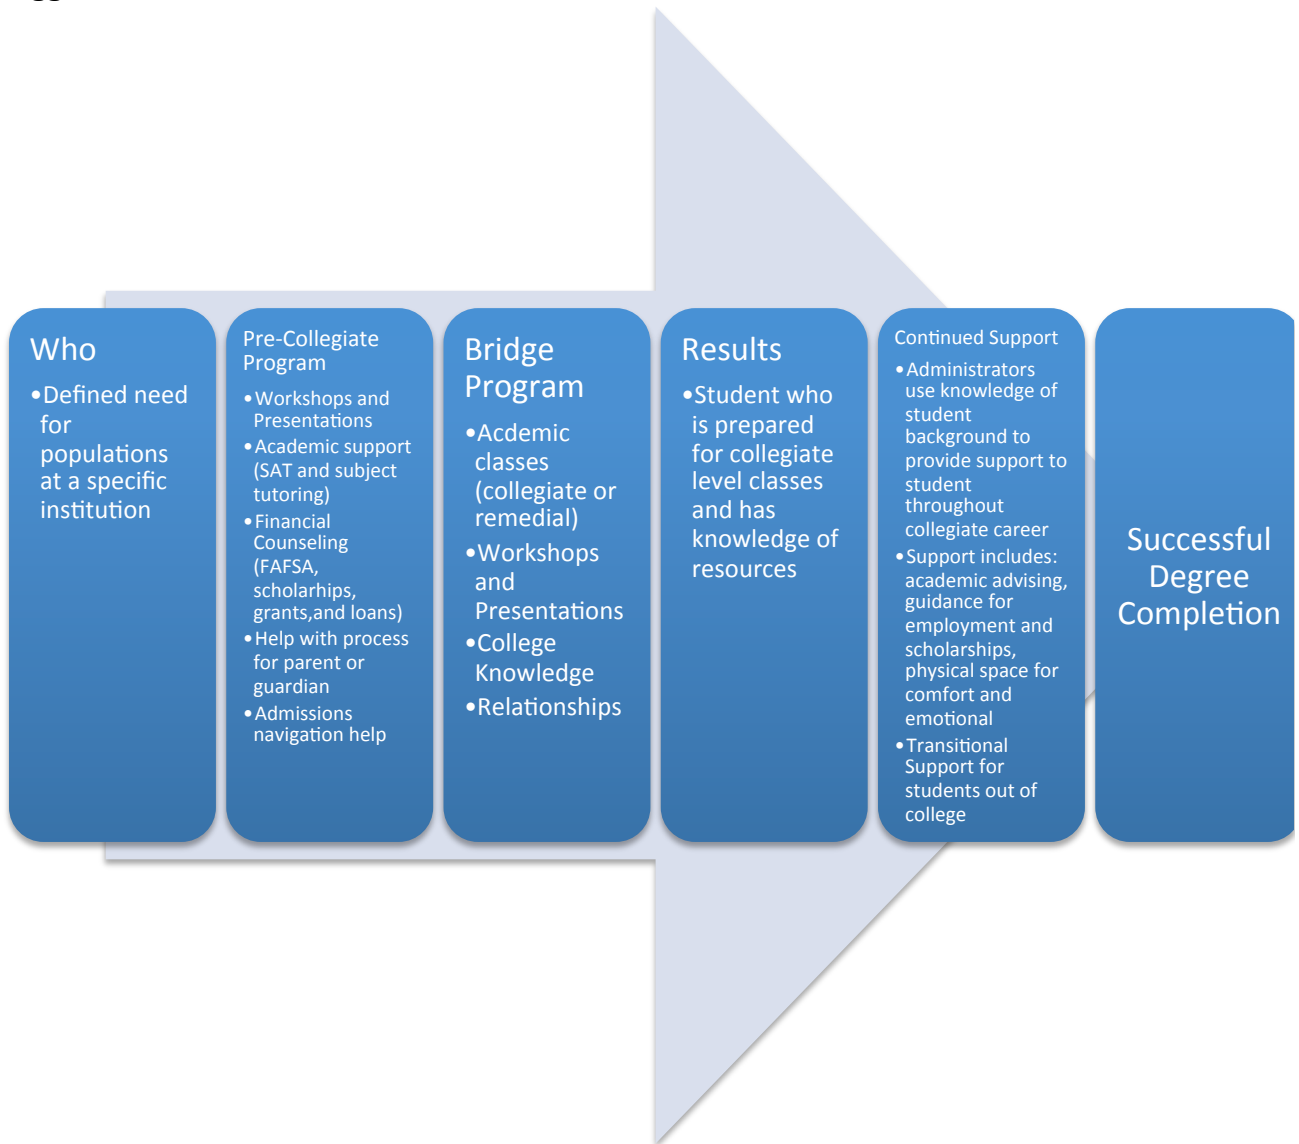 Who
•Defined need
for
populations
at a specific
institution
Pre-Collegiate
Program
•Workshops and
Presentations
•Academic support
(SAT and subject
tutoring)
•Financial
Counseling
(FAFSA,
scholarhips,
grants,and loans)
•Help with process
for parent or
guardian
•Admissions
navigation help
Bridge
Program
•Acdemic
classes
(collegiate or
remedial)
•Workshops
and
Presentations
•College
Knowledge
•Relationships
Results
•Student who
is prepared
for collegiate
level classes
and has
knowledge of
resources
Continued Support
•Administrators
use knowledge of
student
background to
provide support to
student
throughout
collegiate career
•Support includes:
academic advising,
guidance for
employment and
scholarships,
physical space for
comfort and
emotional
•Transitional
Support for
students out of
college
Successful
Degree
Completion